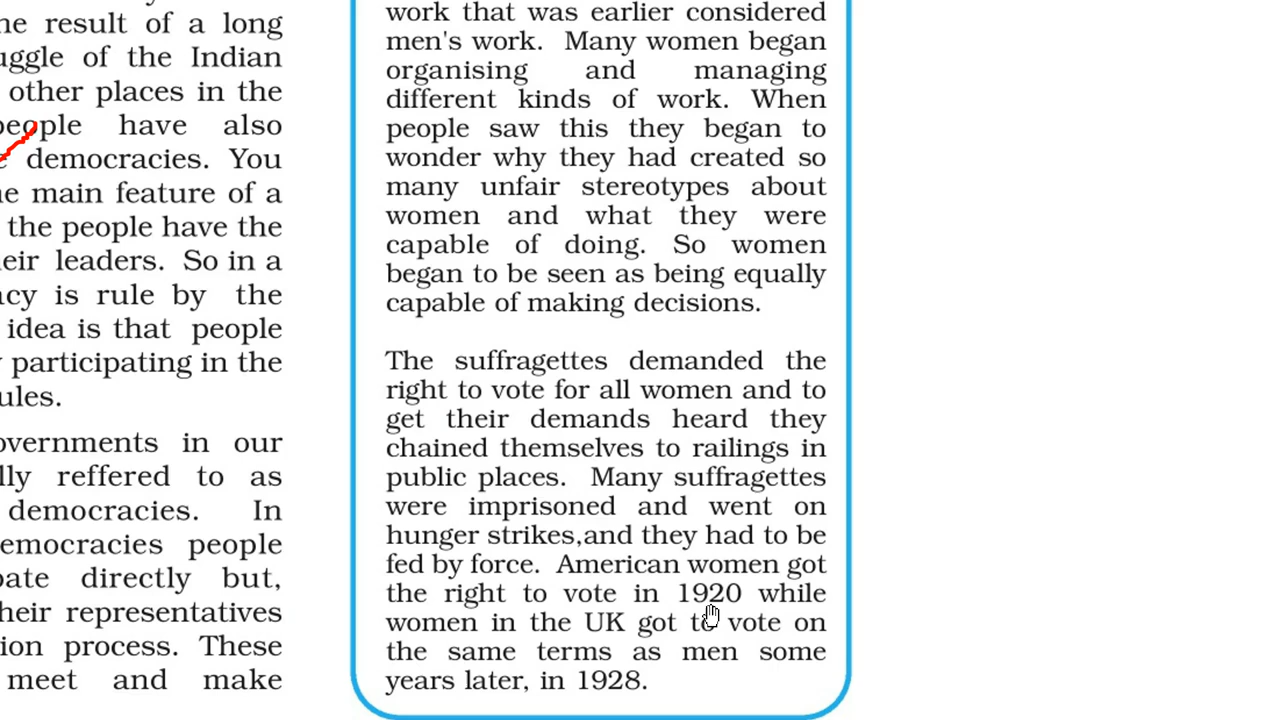 he result of a long
uggle of the Indian
other places in the
people have also
democracies. You
he main feature of a
the people have the
heir leaders. So in a
acy is rule by the
idea is that people
y participating in the
ules.
overnments in our
lly reffered to as
democracies. In
emocracies people
pate directly but,
heir representatives
ion process. These
meet and make
work that was earlier considered
men's work. Many women began
organising and managing
different kinds of work. When
people saw this they began to
wonder why they had created so
many unfair stereotypes about
women and what they were
capable of doing. So women
began to be seen as being equally
capable of making decisions.
The suffragettes demanded the
right to vote for all women and to
get their demands heard they
chained themselves to railings in
public places. Many suffragettes
were imprisoned and went on
hunger strikes,and they had to be
fed by force. American women got
the right to vote in 1920 while
women in the UK got to vote on
the same terms as men some
years later, in 1928.